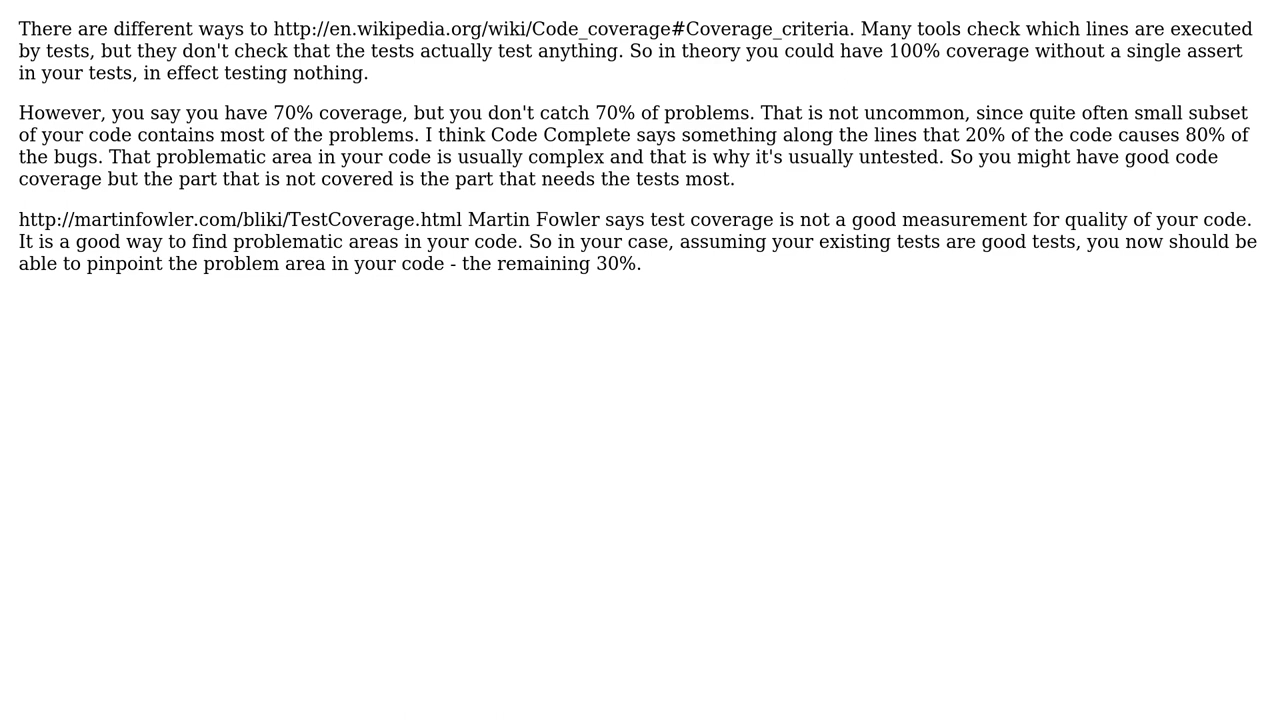 There are different ways to http://en.wikipedia.org/wiki/Code_coverage#Coverage_criteria. Many tools check which lines are executed
by tests, but they don't check that the tests actually test anything. So in theory you could have 100% coverage without a single assert
in your tests, in effect testing nothing.
However, you say you have 70% coverage, but you don't catch 70% of problems. That is not uncommon, since quite often small subset
of your code contains most of the problems. I think Code Complete says something along the lines that 20% of the code causes 80% of
the bugs. That problematic area in your code is usually complex and that is why it's usually untested. So you might have good code
coverage but the part that is not covered is the part that needs the tests most.
http://martinfowler.com/bliki/TestCoverage.html Martin Fowler says test coverage is not a good measurement for quality of your code.
It is a good way to find problematic areas in your code. So in your case, assuming your existing tests are good tests, you now should be
able to pinpoint the problem area in your code - the remaining 30%.